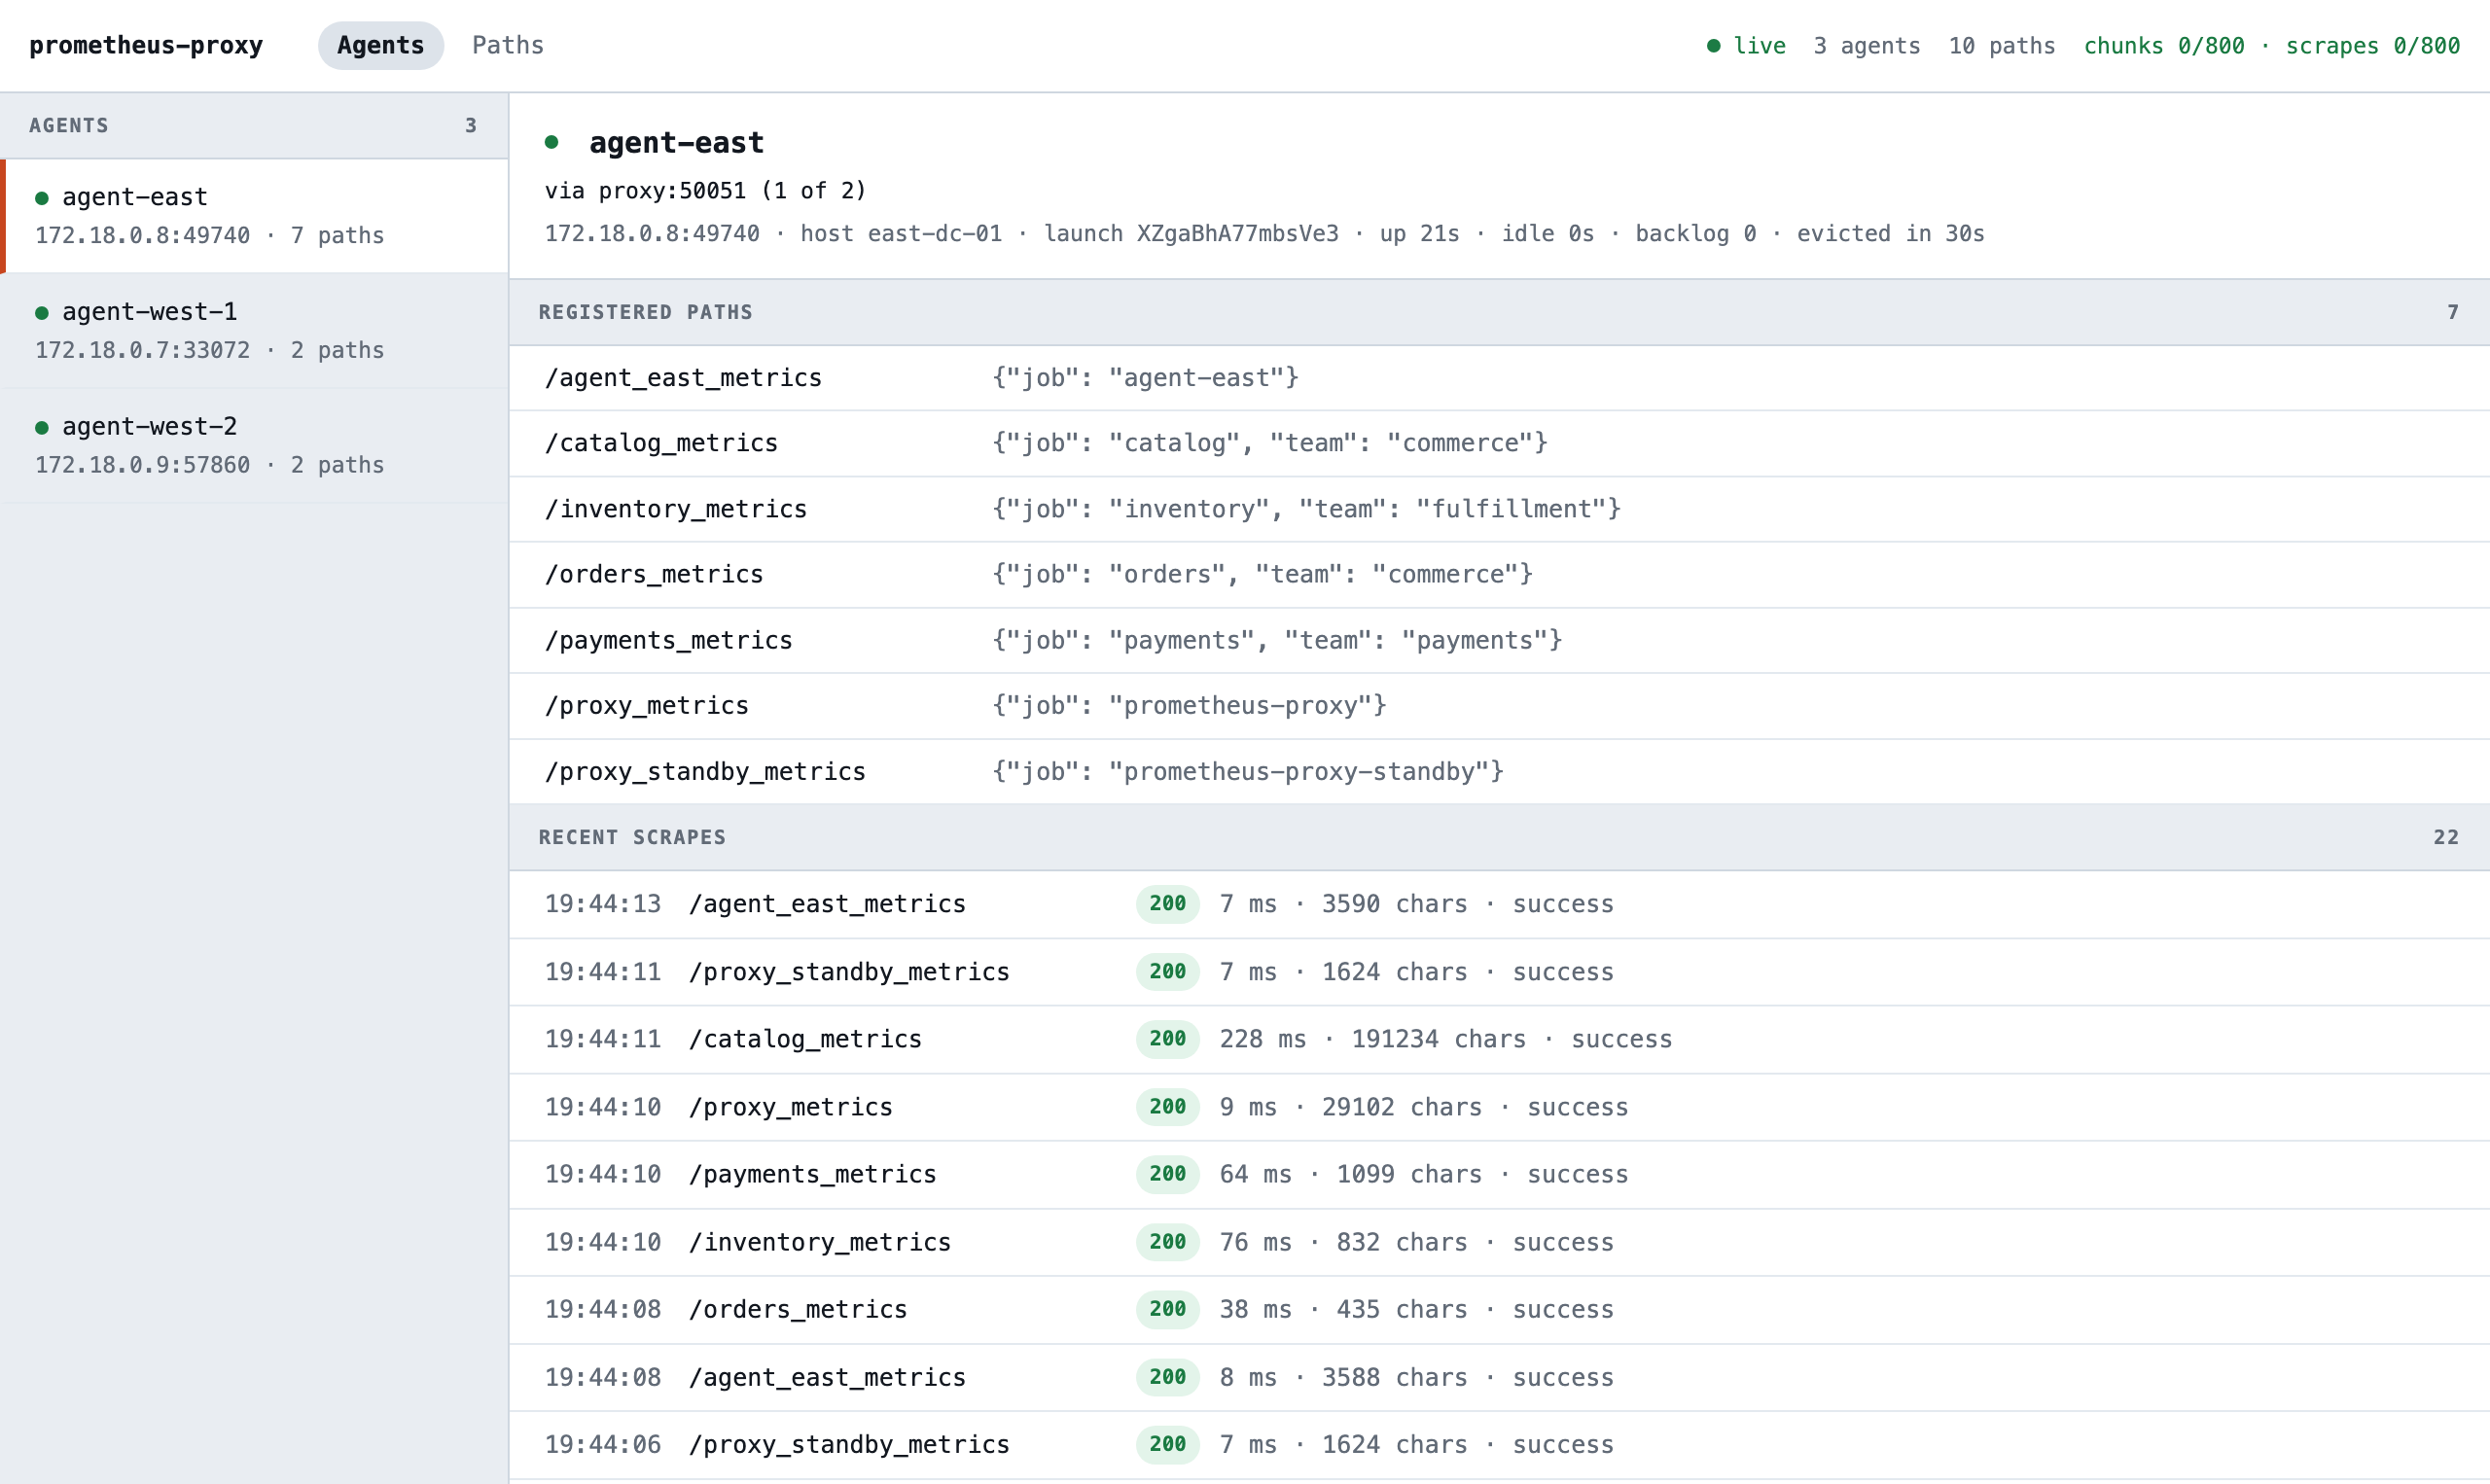 prometheus-proxy Agents Paths live 3 agents 10 paths chunks 0/800 · scrapes 0/800
AGENTS 3
agent-east
172.18.0.8:49740 · 7 paths
agent-west-1
172.18.0.7:33072 · 2 paths
agent-west-2
172.18.0.9:57860 · 2 paths
agent-east
via proxy:50051 (1 of 2)
172.18.0.8:49740 · host east-dc-01 · launch XZgaBhA77mbsVe3 · up 21s · idle 0s · backlog 0 · evicted in 30s
REGISTERED PATHS 7
/agent_east_metrics {"job": "agent-east"}
/catalog_metrics {"job": "catalog", "team": "commerce"}
/inventory_metrics {"job": "inventory", "team": "fulfillment"}
/orders_metrics {"job": "orders", "team": "commerce"}
/payments_metrics {"job": "payments", "team": "payments"}
/proxy_metrics {"job": "prometheus-proxy"}
/proxy_standby_metrics {"job": "prometheus-proxy-standby"}
RECENT SCRAPES 22
19:44:13 /agent_east_metrics 200 7 ms · 3590 chars · success
19:44:11 /proxy_standby_metrics 200 7 ms · 1624 chars · success
19:44:11 /catalog_metrics 200 228 ms · 191234 chars · success
19:44:10 /proxy_metrics 200 9 ms · 29102 chars · success
19:44:10 /payments_metrics 200 64 ms · 1099 chars · success
19:44:10 /inventory_metrics 200 76 ms · 832 chars · success
19:44:08 /orders_metrics 200 38 ms · 435 chars · success
19:44:08 /agent_east_metrics 200 8 ms · 3588 chars · success
19:44:06 /proxy_standby_metrics 200 7 ms · 1624 chars · success